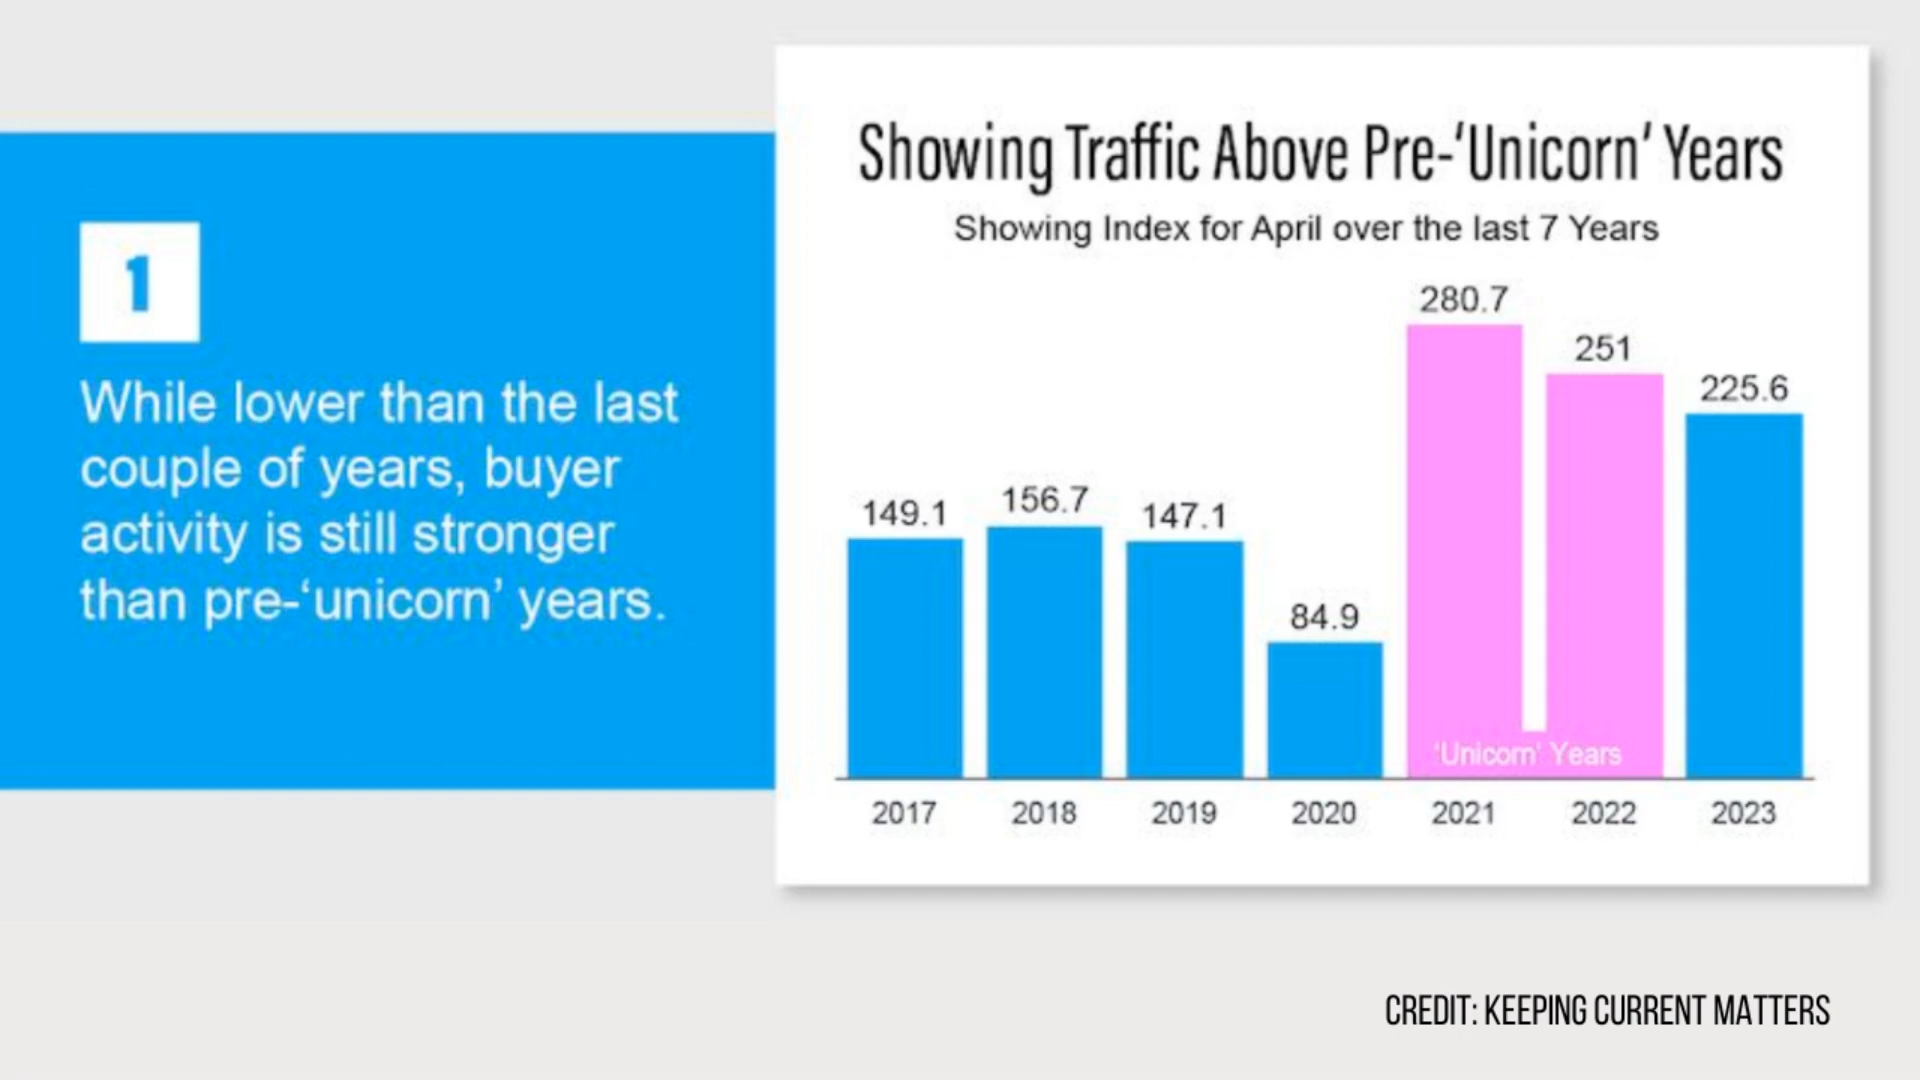 1
While lower than the last
couple of years, buyer
activity is still stronger
than pre-‘unicorn’ years.
Showing Traffic Above Pre-‘Unicorn’ Years
Showing Index for April over the last 7 Years
149.1
156.7
147.1
84.9
280.7
251
225.6
‘Unicorn’ Years
2017 2018 2019 2020 2021 2022 2023
CREDIT: KEEPING CURRENT MATTERS